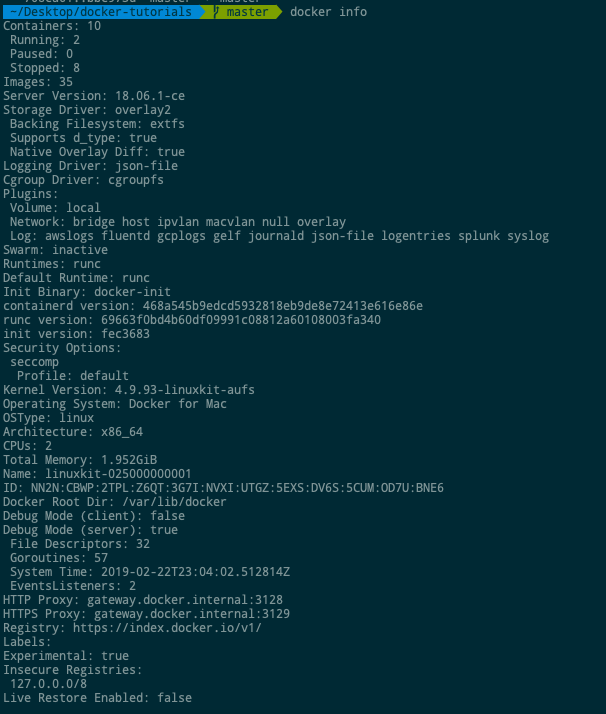 ~/Desktop/docker-tutorials master docker info
Containers: 10
Running: 2
Paused: 0
Stopped: 8
Images: 35
Server Version: 18.06.1-ce
Storage Driver: overlay2
Backing Filesystem: extfs
Supports d_type: true
Native Overlay Diff: true
Logging Driver: json-file
Cgroup Driver: cgroupfs
Plugins:
Volume: local
Network: bridge host ipvlan macvlan null overlay
Log: awslogs fluentd gcplogs gelf journald json-file logentries splunk syslog
Swarm: inactive
Runtimes: runc
Default Runtime: runc
Init Binary: docker-init
containerd version: 468a545b9edcd5932818eb9de8e72413e616e86e
runc version: 69663f0bd4b60df09991c08812a60108003fa340
init version: fec3683
Security Options:
seccomp
Profile: default
Kernel Version: 4.9.93-linuxkit-aufs
Operating System: Docker for Mac
OSType: linux
Architecture: x86_64
CPUs: 2
Total Memory: 1.952GiB
Name: linuxkit-025000000001
ID: NN2N:CBWP:2TPL:Z6QT:3G7I:NVXI:UTGZ:5EXS:DV6S:5CUM:OD7U:BNE6
Docker Root Dir: /var/lib/docker
Debug Mode (client): false
Debug Mode (server): true
File Descriptors: 32
Goroutines: 57
System Time: 2019-02-22T23:04:02.512814Z
EventsListeners: 2
HTTP Proxy: gateway.docker.internal:3128
HTTPS Proxy: gateway.docker.internal:3129
Registry: https://index.docker.io/v1/
Labels:
Experimental: true
Insecure Registries:
127.0.0.0/8
Live Restore Enabled: false